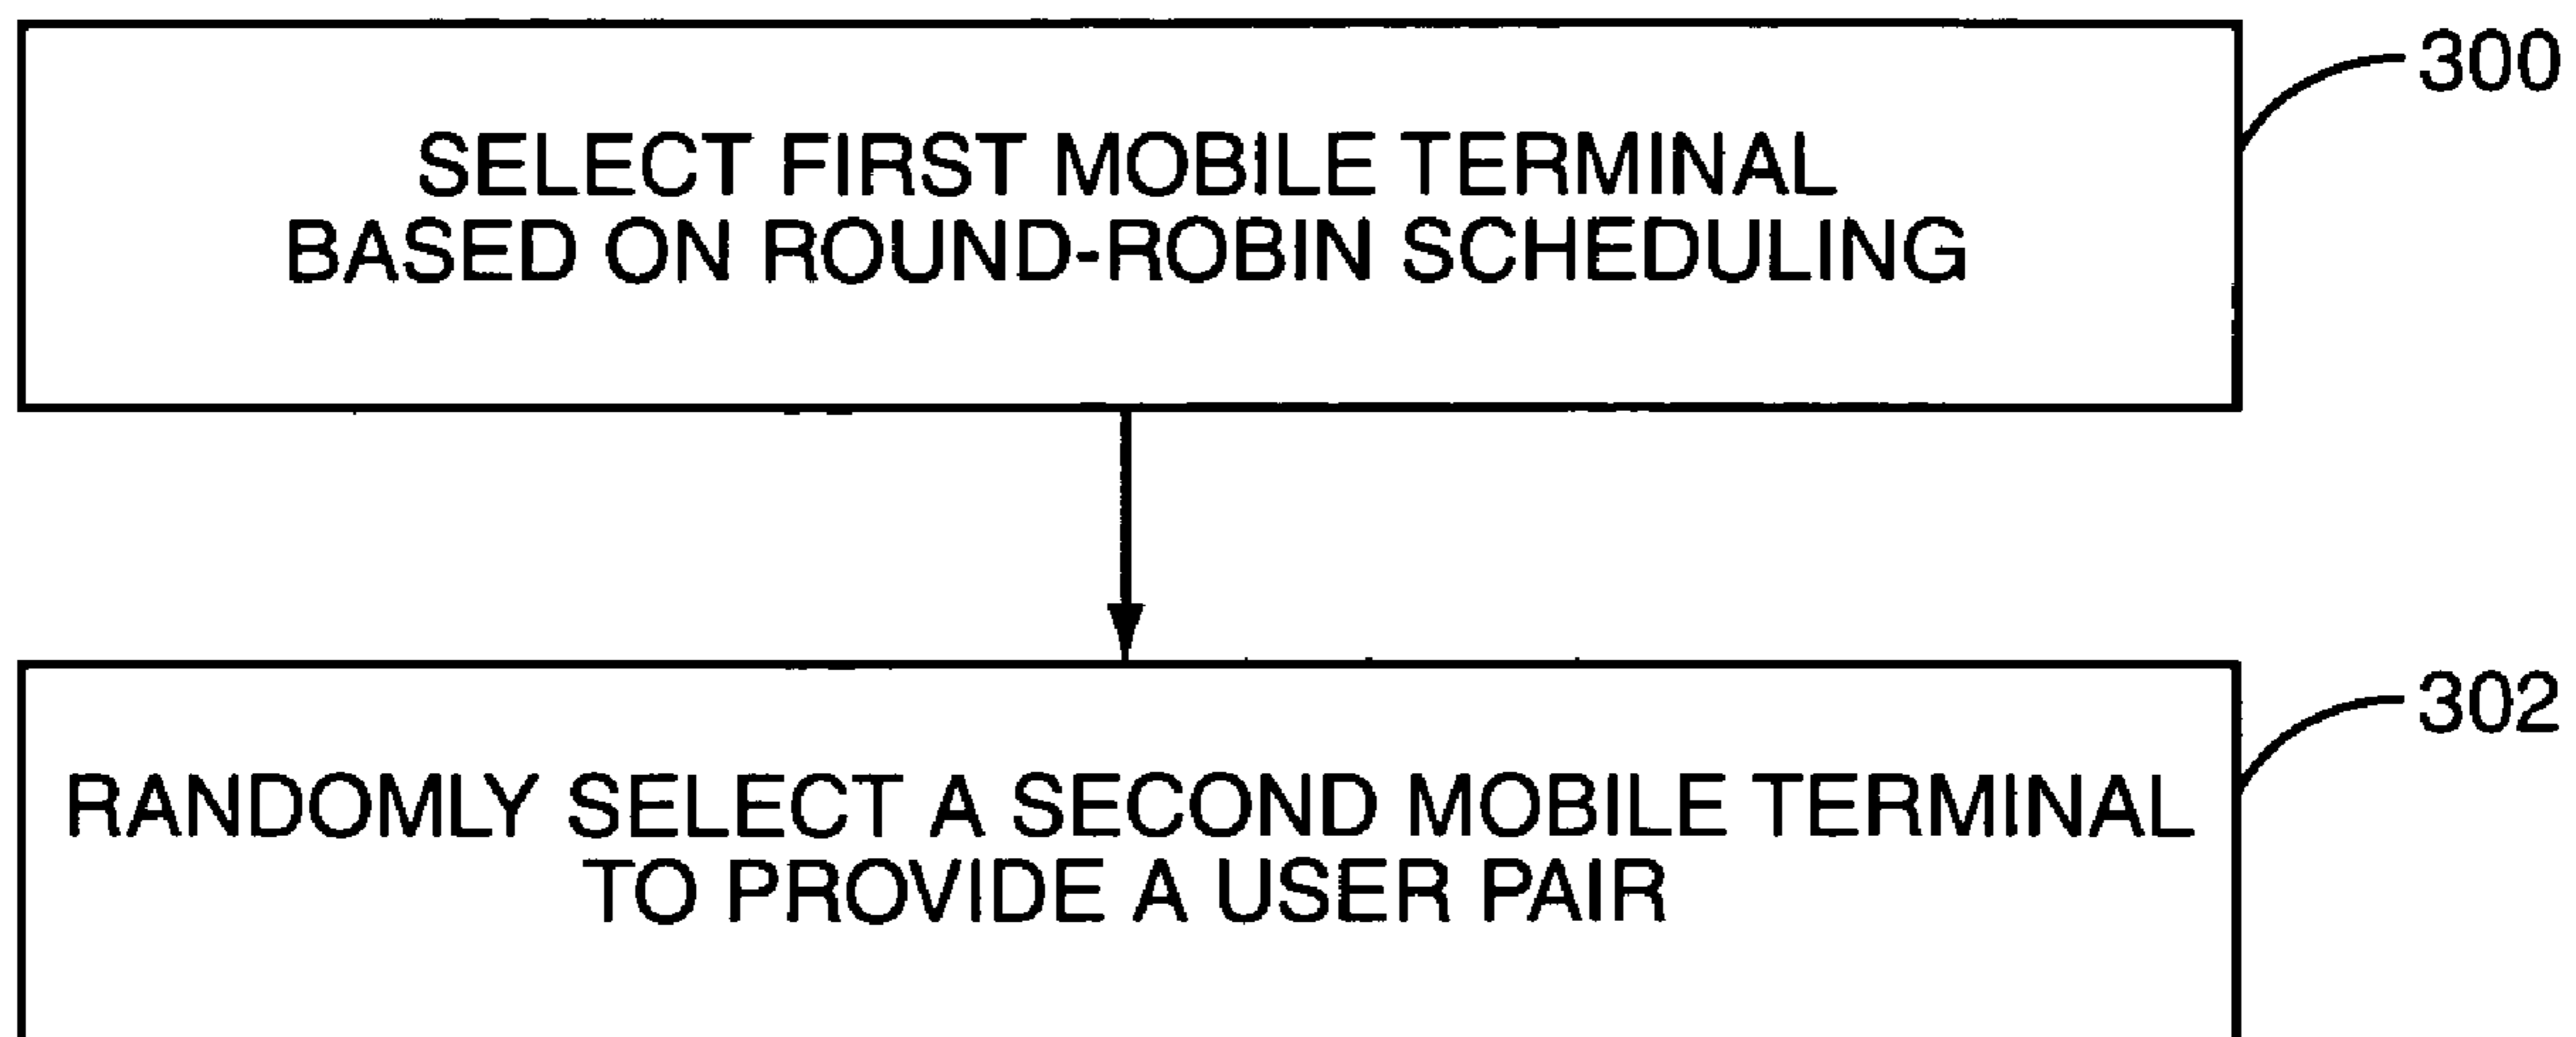 300
SELECT FIRST MOBILE TERMINAL
BASED ON ROUND-ROBIN SCHEDULING
302
RANDOMLY SELECT A SECOND MOBILE TERMINAL
TO PROVIDE A USER PAIR